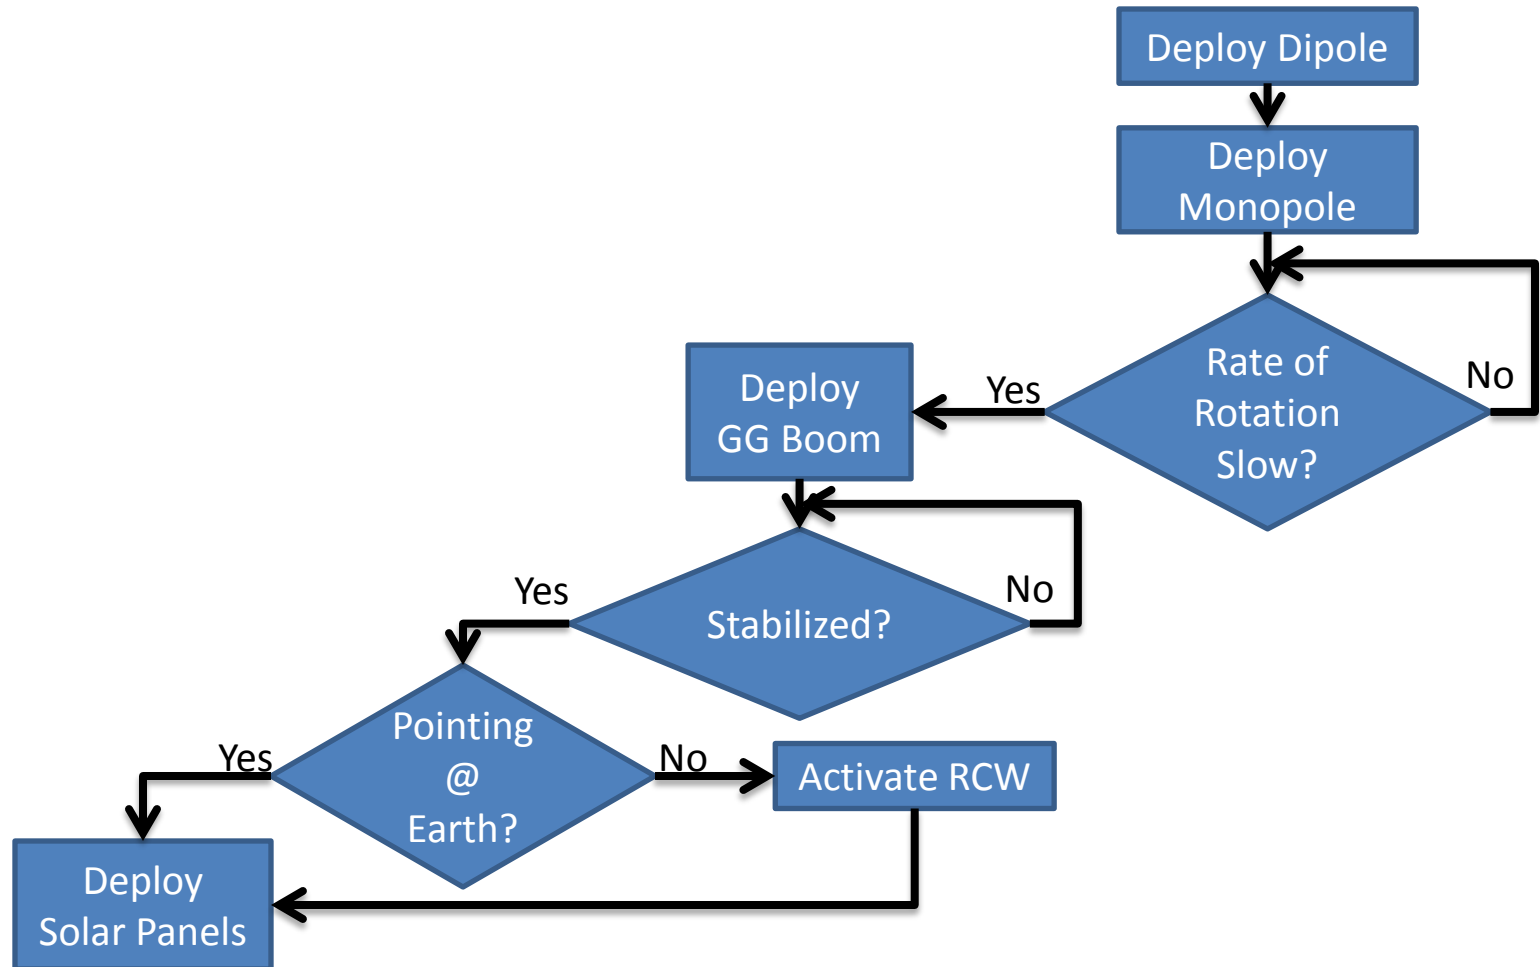 Deploy Dipole
Deploy
Monopole
Rate of
Rotation
Slow?
No
Yes
Deploy
GG Boom
Stabilized?
No
Yes
Pointing
@
Earth?
Yes
No
Activate RCW
Deploy
Solar Panels